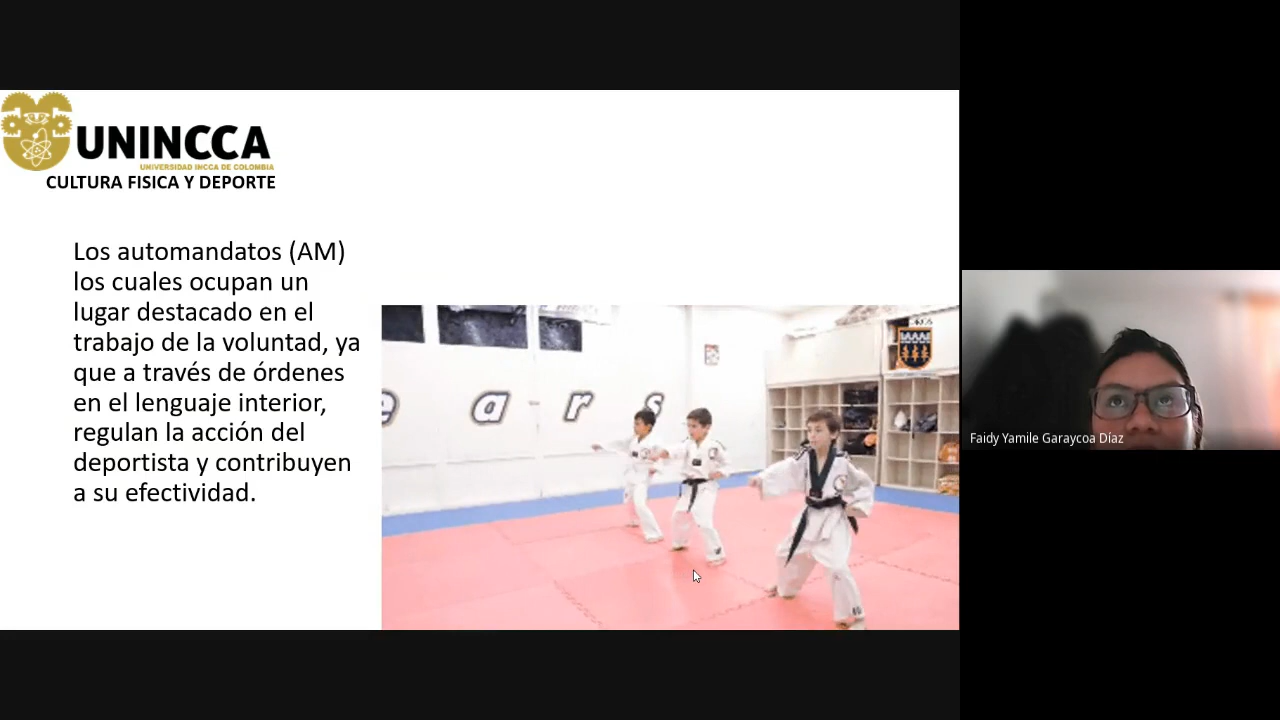 UNINCCA
UNIVERSIDAD INCCA DE COLOMBIA
CULTURA FISICA Y DEPORTE
Los automandatos (AM)
los cuales ocupan un
lugar destacado en el
trabajo de la voluntad, ya
que a través de órdenes
en el lenguaje interior,
regulan la acción del
deportista y contribuyen
a su efectividad.
e a r s
Faidy Yamile Garaycoa Díaz